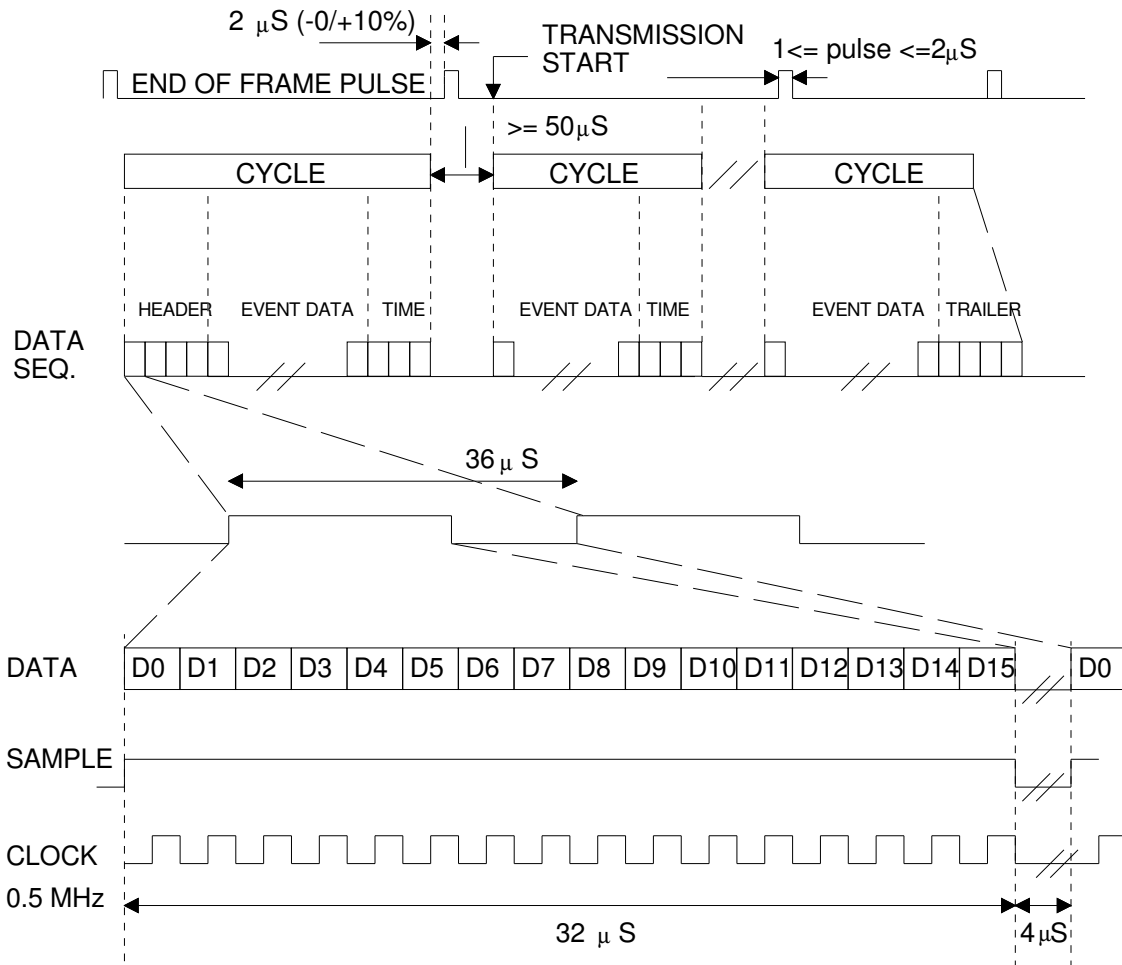 2 μS (-0/+10%)
TRANSMISSION
START
1<= pulse <=2μS
END OF FRAME PULSE
>= 50μS
CYCLE
CYCLE
CYCLE
HEADER
EVENT DATA
TIME
EVENT DATA
TIME
EVENT DATA
TRAILER
DATA
SEQ.
36 μ S
DATA
D0 D1 D2 D3 D4 D5 D6 D7 D8 D9 D10 D11 D12 D13 D14 D15 D0
SAMPLE
CLOCK
0.5 MHz
32 μ S
4μS